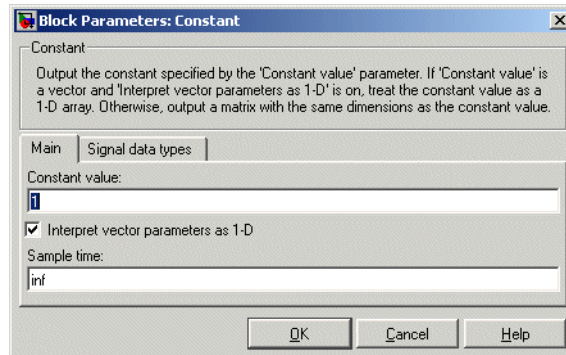 Block Parameters: Constant
Constant
Output the constant specified by the 'Constant value' parameter. If 'Constant value' is
a vector and 'Interpret vector parameters as 1-D' is on, treat the constant value as a
1-D array. Otherwise, output a matrix with the same dimensions as the constant value.
Main Signal data types
Constant value:
1
Interpret vector parameters as 1-D
Sample time:
inf
OK Cancel Help